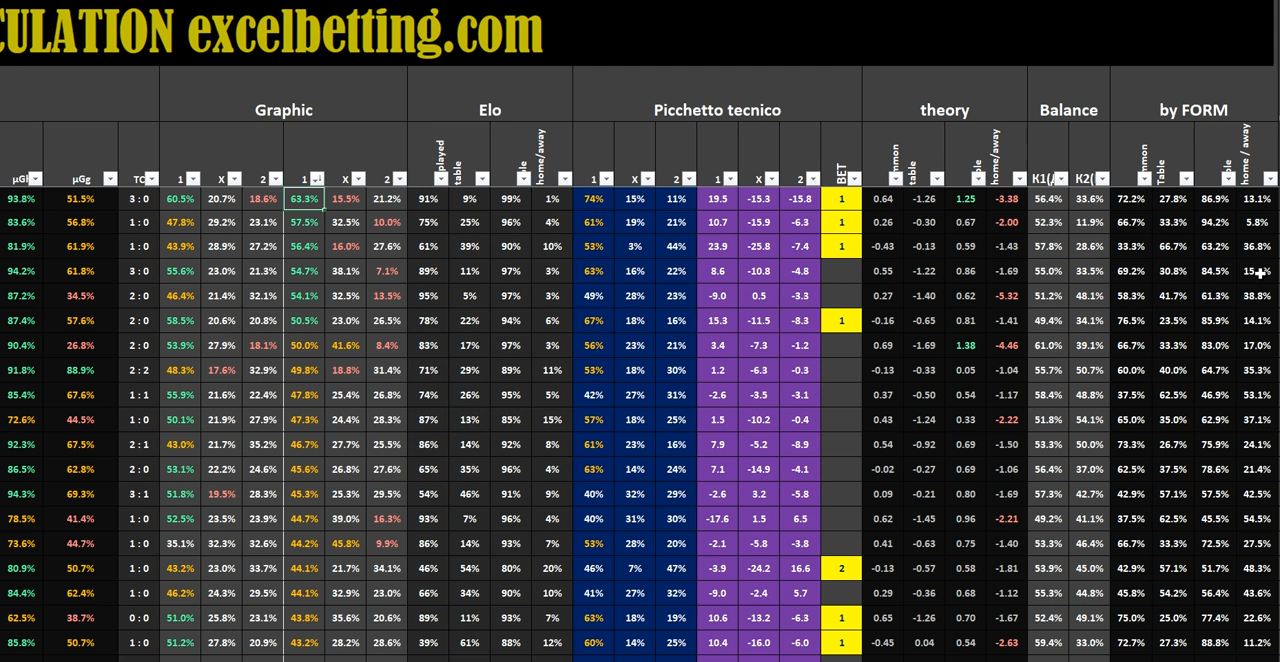 CULATION excelbetting.com
Graphic Elo Picchetto tecnico theory Balance by FORM
played table home/away BET table home/away Table home / away
μGg 1 X 2 1 X 2 1 X 2 1 X 2
93.8% 51.5% 3 : 0 60.5% 20.7% 18.6% 63.3% 15.5% 21.2% 91% 9% 99% 1% 74% 15% 11% 19.5 -15.3 -15.8 1 0.64 -1.26 1.25 -3.38 56.4% 33.6% 72.2% 27.8% 86.9% 13.1%
83.6% 56.8% 1 : 0 47.8% 29.2% 23.1% 57.5% 32.5% 10.0% 75% 25% 96% 4% 61% 19% 21% 10.7 -15.9 -6.3 1 0.26 -0.30 0.67 -2.00 52.3% 11.9% 66.7% 33.3% 94.2% 5.8%
81.9% 61.9% 1 : 0 43.9% 28.9% 27.2% 56.4% 16.0% 27.6% 61% 39% 90% 10% 53% 3% 44% 23.9 -25.8 -7.4 1 -0.43 -0.13 0.59 -1.43 57.8% 28.6% 33.3% 66.7% 63.2% 36.8%
94.2% 61.8% 3 : 0 55.6% 23.0% 21.3% 54.7% 38.1% 7.1% 89% 11% 97% 3% 63% 16% 22% 8.6 -10.8 -4.8 0.55 -1.22 0.86 -1.69 55.0% 33.5% 69.2% 30.8% 84.5%
87.2% 34.5% 2 : 0 46.4% 21.4% 32.1% 54.1% 32.5% 13.5% 95% 5% 97% 3% 49% 28% 23% -9.0 0.5 -3.3 0.27 -1.40 0.62 -5.32 51.2% 48.1% 58.3% 41.7% 61.3% 38.8%
87.4% 57.6% 2 : 0 58.5% 20.6% 20.8% 50.5% 23.0% 26.5% 78% 22% 94% 6% 67% 18% 16% 15.3 -11.5 -8.3 1 -0.16 -0.65 0.81 -1.41 49.4% 34.1% 76.5% 23.5% 85.9% 14.1%
90.4% 26.8% 2 : 0 53.9% 27.9% 18.1% 50.0% 41.6% 8.4% 83% 17% 97% 3% 56% 23% 21% 3.4 -7.3 -1.2 0.69 -1.69 1.38 -4.46 61.0% 39.1% 66.7% 33.3% 83.0% 17.0%
91.8% 88.9% 2 : 2 48.3% 17.6% 32.9% 49.8% 18.8% 31.4% 71% 29% 89% 11% 53% 18% 30% 1.2 -6.3 -0.3 -0.13 -0.33 0.05 -1.04 55.7% 50.7% 60.0% 40.0% 64.7% 35.3%
85.4% 67.6% 1 : 1 55.9% 21.6% 22.4% 47.8% 25.4% 26.8% 74% 26% 95% 5% 42% 27% 31% -2.6 -3.5 -3.1 0.37 -0.50 0.54 -1.17 58.4% 48.8% 37.5% 62.5% 46.9% 53.1%
72.6% 44.5% 1 : 0 50.1% 21.9% 27.9% 47.3% 24.4% 28.3% 87% 13% 85% 15% 57% 18% 25% 1.5 -10.2 -0.4 0.43 -1.24 0.33 -2.22 51.8% 54.1% 65.0% 35.0% 62.9% 37.1%
92.3% 67.5% 2 : 1 43.0% 21.7% 35.2% 46.7% 27.7% 25.5% 86% 14% 92% 8% 61% 23% 16% 7.9 -5.2 -8.9 0.54 -0.92 0.69 -1.50 53.3% 50.0% 73.3% 26.7% 75.9% 24.1%
86.5% 62.8% 2 : 0 53.1% 22.2% 24.6% 45.6% 26.8% 27.6% 65% 35% 96% 4% 63% 14% 24% 7.1 -14.9 -4.1 -0.02 -0.27 0.69 -1.06 56.4% 37.0% 62.5% 37.5% 78.6% 21.4%
94.3% 69.3% 3 : 1 51.8% 19.5% 28.3% 45.3% 25.3% 29.5% 54% 46% 91% 9% 40% 32% 29% -2.6 3.2 -5.8 0.09 -0.21 0.80 -1.69 57.3% 42.7% 42.9% 57.1% 57.5% 42.5%
78.5% 41.4% 1 : 0 52.5% 23.5% 23.9% 44.7% 39.0% 16.3% 93% 7% 96% 4% 40% 31% 30% -17.6 1.5 6.5 0.62 -1.45 0.96 -2.21 49.2% 41.1% 37.5% 62.5% 45.5% 54.5%
73.6% 44.7% 1 : 0 35.1% 32.3% 32.6% 44.2% 45.8% 9.9% 86% 14% 93% 7% 53% 28% 20% -2.1 -5.8 -3.8 0.41 -0.63 0.75 -1.40 53.3% 46.4% 66.7% 33.3% 72.5% 27.5%
80.9% 50.7% 1 : 0 43.2% 23.0% 33.7% 44.1% 21.7% 34.1% 46% 54% 80% 20% 46% 7% 47% -3.9 -24.2 16.6 2 -0.13 -0.57 0.58 -1.81 53.9% 45.0% 42.9% 57.1% 51.7% 48.3%
84.4% 62.4% 1 : 0 46.2% 24.3% 29.5% 44.1% 32.9% 23.0% 66% 34% 90% 10% 41% 27% 32% -9.0 -2.4 5.7 0.29 -0.36 0.68 -1.12 55.3% 44.8% 45.8% 54.2% 56.4% 43.6%
62.5% 38.7% 0 : 0 51.0% 25.8% 23.1% 43.8% 35.6% 20.6% 89% 11% 93% 7% 63% 18% 19% 10.6 -13.2 -6.3 1 0.65 -1.26 0.70 -1.67 52.4% 49.1% 75.0% 25.0% 77.4% 22.6%
85.8% 50.7% 1 : 0 51.2% 27.8% 20.9% 43.2% 28.2% 28.6% 39% 61% 88% 12% 60% 14% 25% 10.4 -16.0 -6.0 1 -0.45 0.04 0.54 -2.63 59.4% 33.0% 72.7% 27.3% 88.8% 11.2%